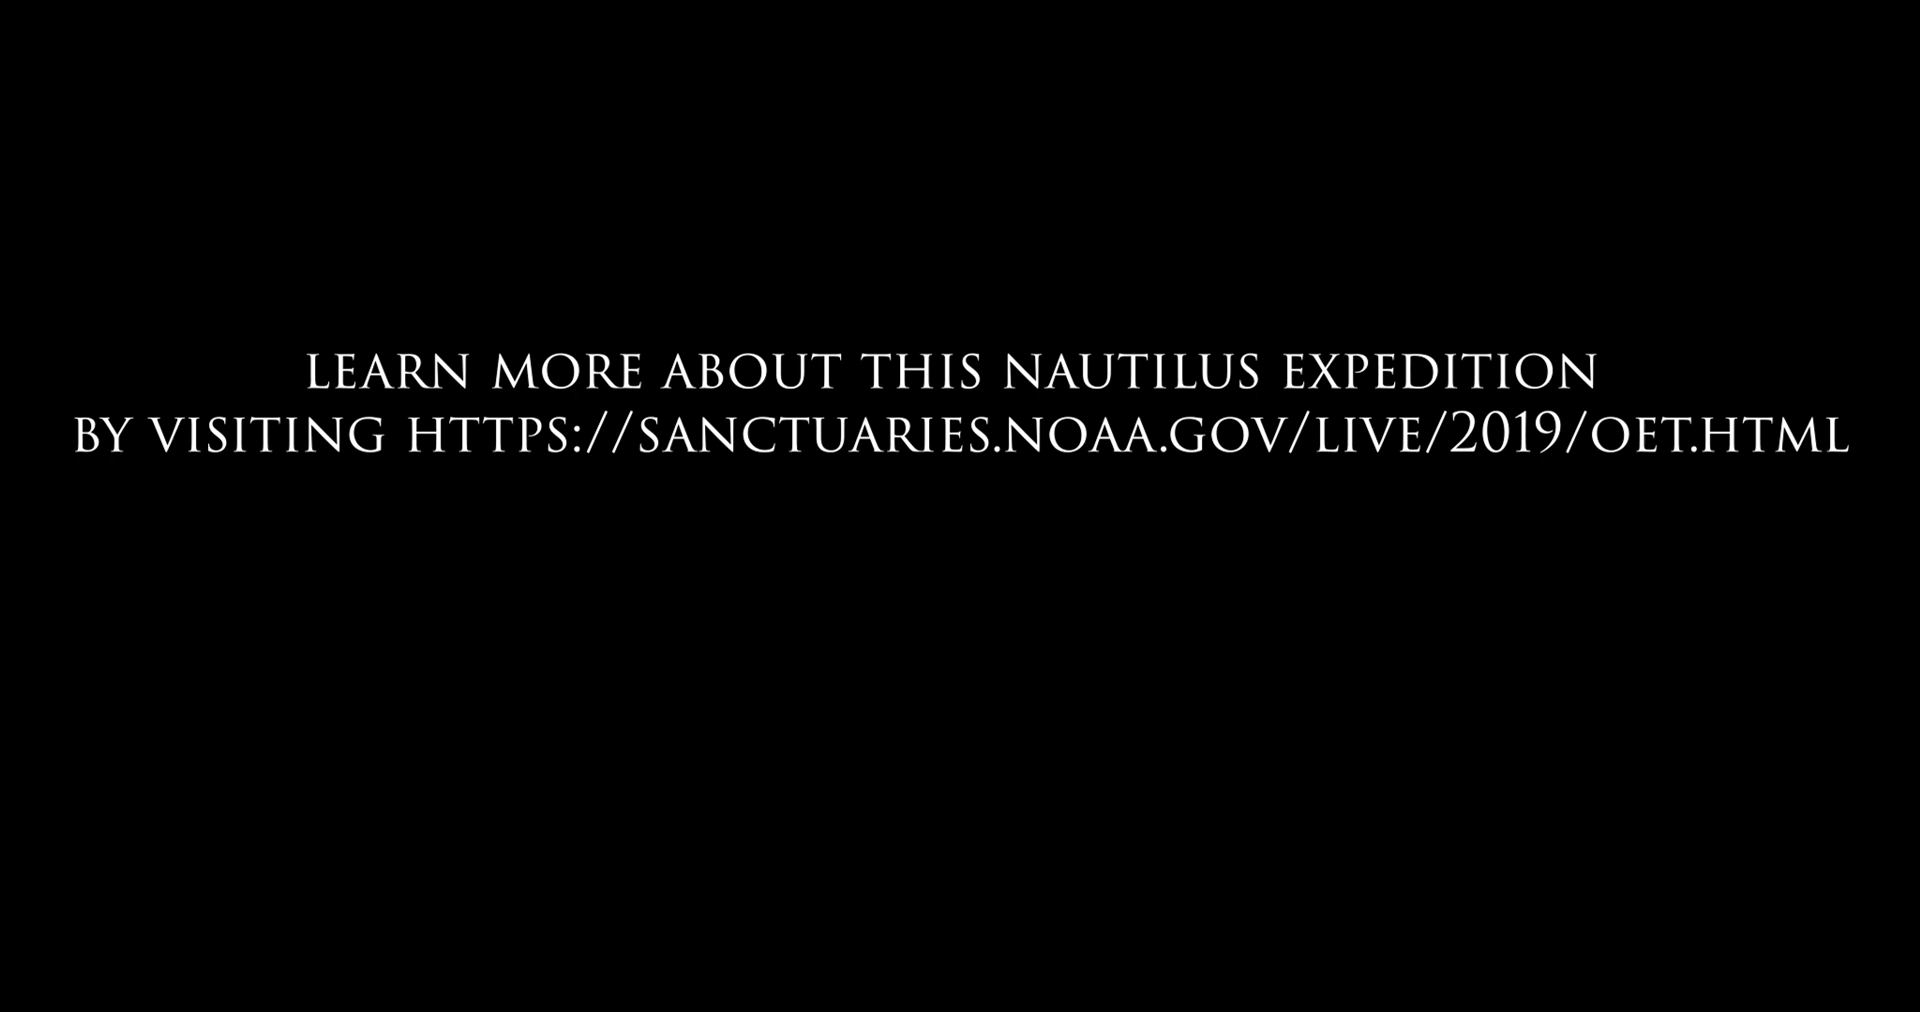 LEARN MORE ABOUT THIS NAUTILUS EXPEDITION
BY VISITING HTTPS://SANCTUARIES.NOAA.GOV/LIVE/2019/OET.HTML